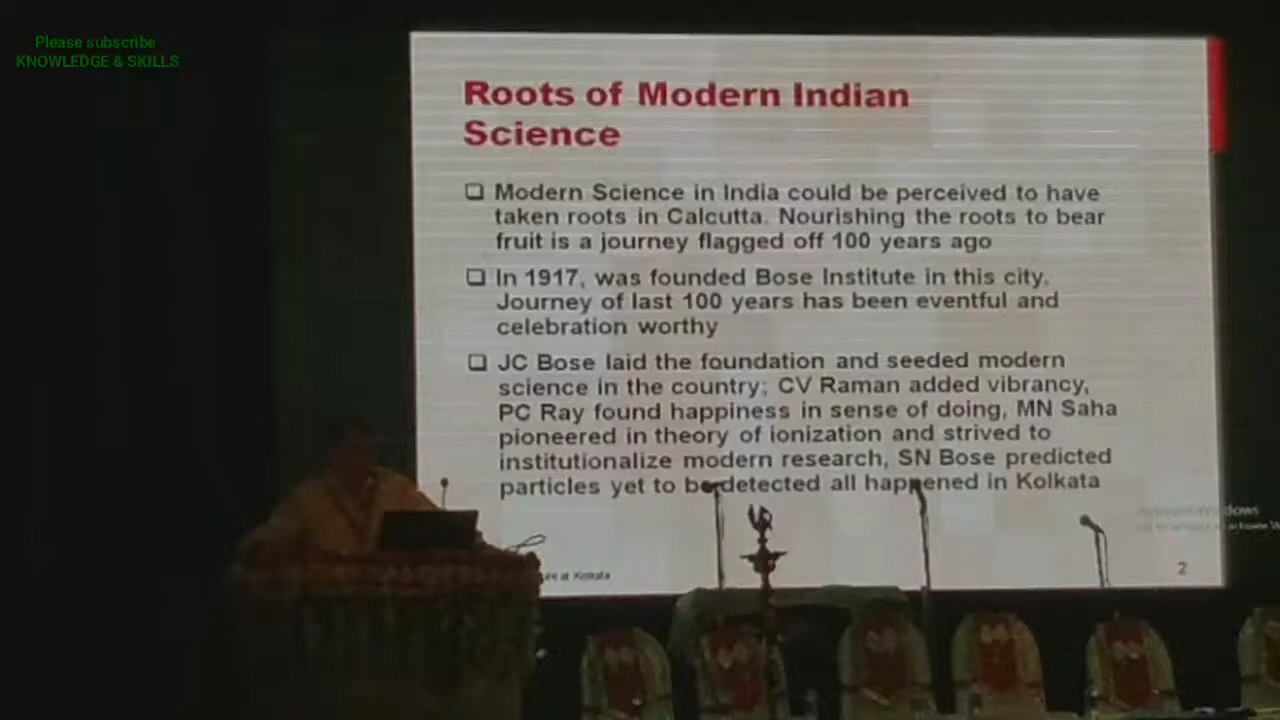 Please subscribe
KNOWLEDGE & SKILLS
Roots of Modern Indian
Science
❑ Modern Science in India could be perceived to have
taken roots in Calcutta. Nourishing the roots to bear
fruit is a journey flagged off 100 years ago
❑ In 1917, was founded Bose Institute in this city.
Journey of last 100 years has been eventful and
celebration worthy
❑ JC Bose laid the foundation and seeded modern
science in the country; CV Raman added vibrancy,
PC Ray found happiness in sense of doing, MN Saha
pioneered in theory of ionization and strived to
institutionalize modern research, SN Bose predicted
particles yet to be detected all happened in Kolkata
at Kolkata
2